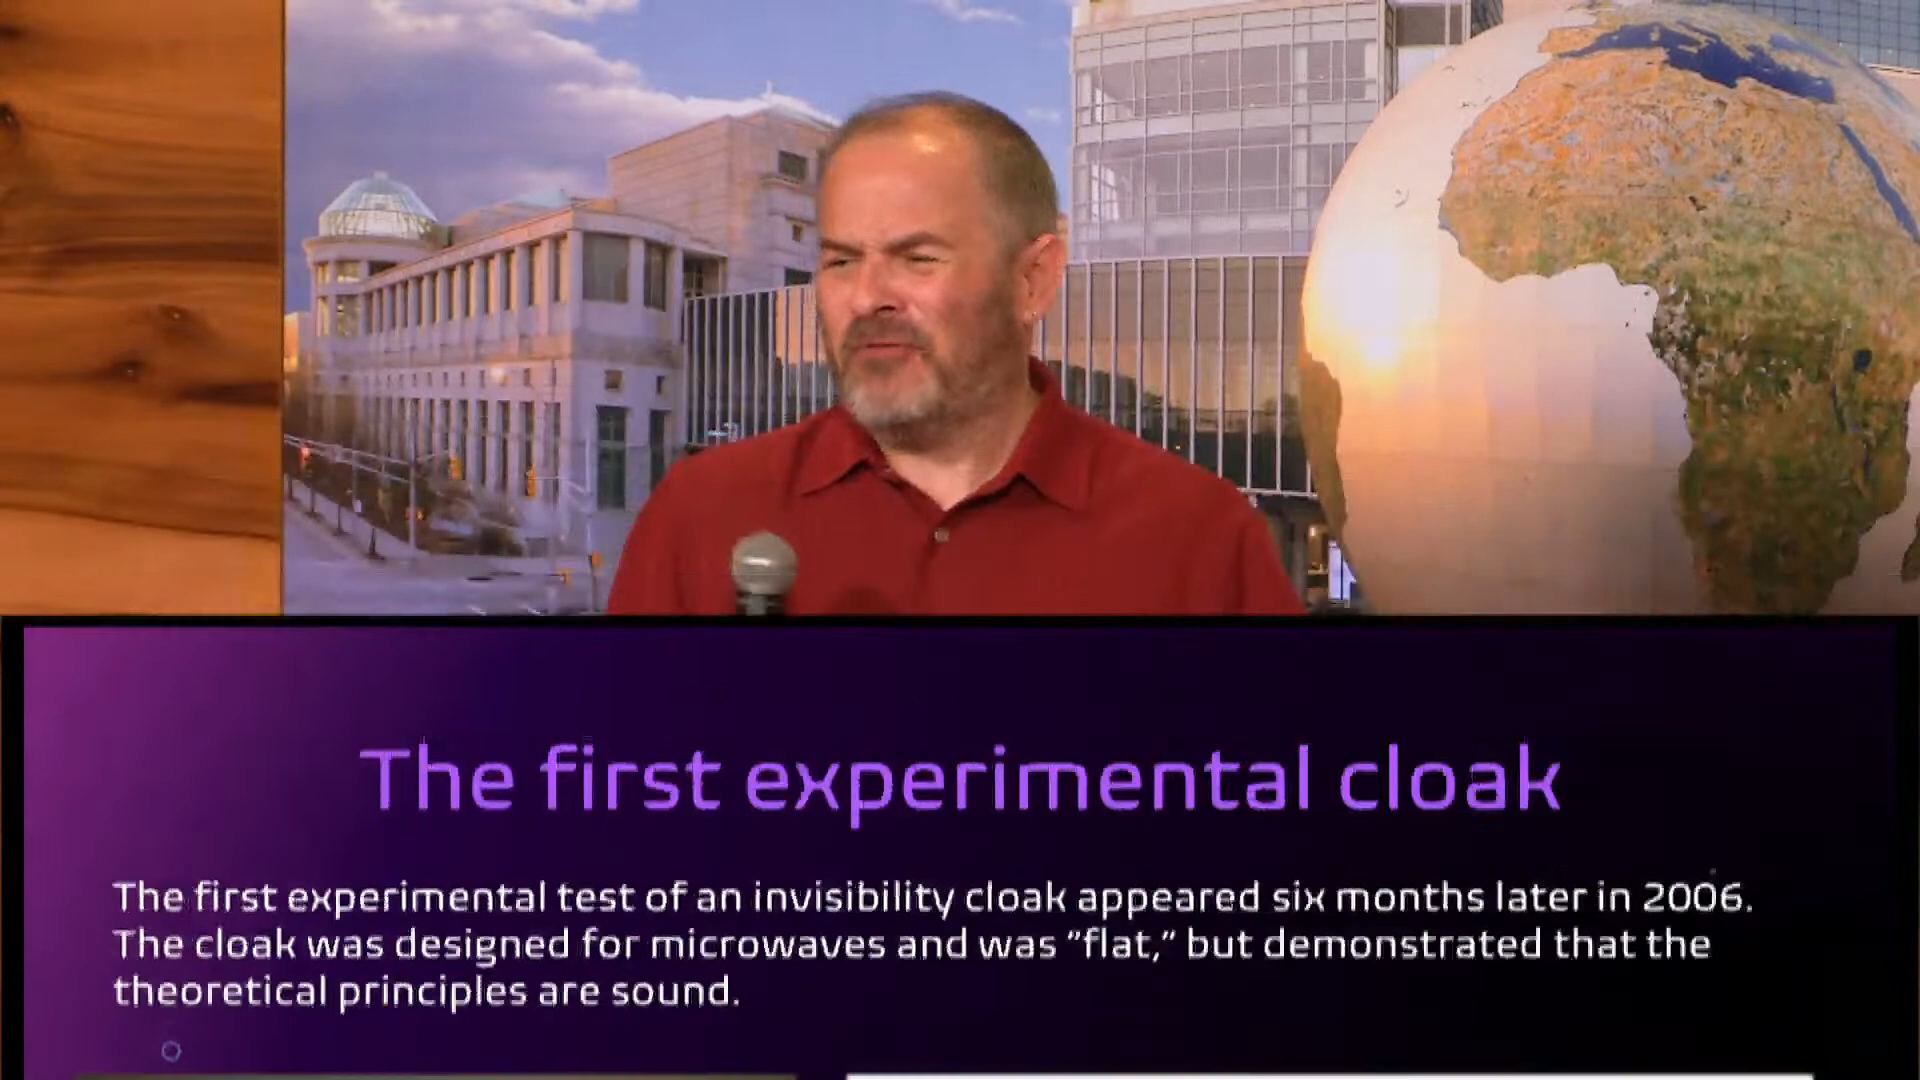 The first experimental cloak
The first experimental test of an invisibility cloak appeared six months later in 2006.
The cloak was designed for microwaves and was "flat," but demonstrated that the
theoretical principles are sound.